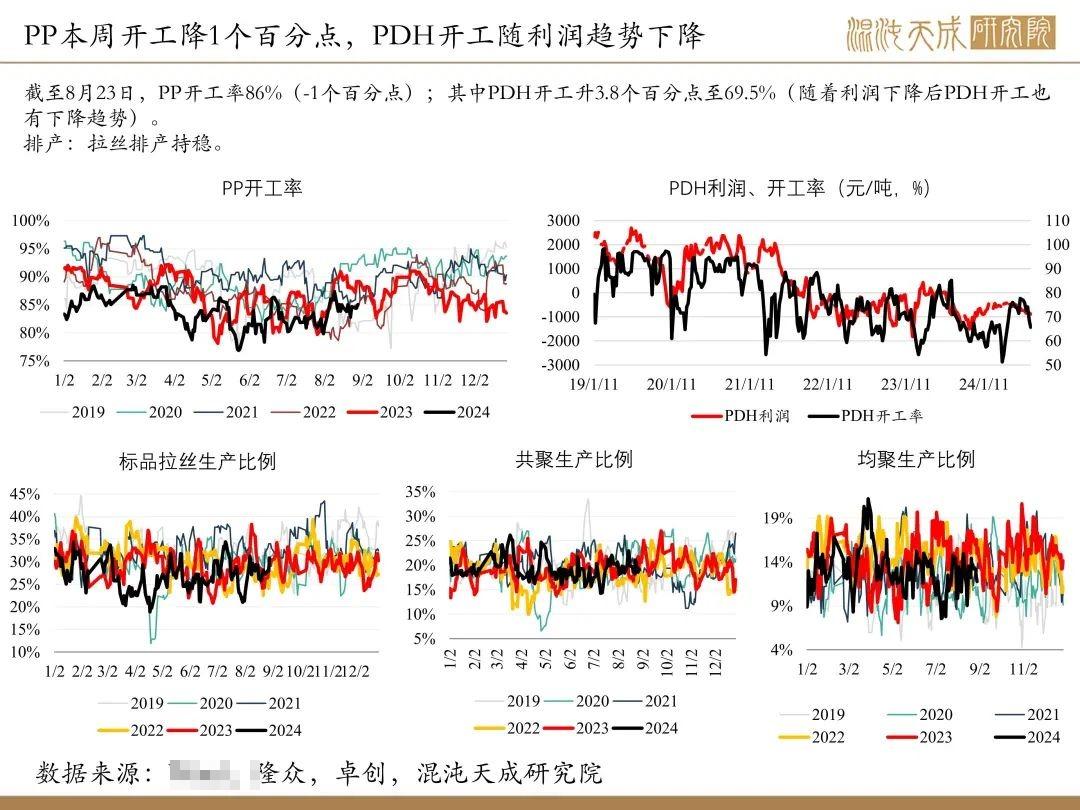 PP本周开工降1个百分点，PDH开工随利润趋势下降
混沌天成研究院
截至8月23日，PP开工率86%（-1个百分点）；其中PDH开工升3.8个百分点至69.5%（随着利润下降后PDH开工也
有下降趋势）。
排产：拉丝排产持稳。
PP开工率
100%
95%
90%
85%
80%
75%
1/2 2/2 3/2 4/2 5/2 6/2 7/2 8/2 9/2 10/2 11/2 12/2
2019 2020 2021 2022 2023 2024
PDH利润、开工率（元/吨，%）
3000 110
2000 100
1000 90
0 80
-1000 70
-2000 60
-3000 50
19/1/11 20/1/11 21/1/11 22/1/11 23/1/11 24/1/11
PDH利润 PDH开工率
标品拉丝生产比例
45%
40%
35%
30%
25%
20%
15%
10%
1/2 2/2 3/2 4/2 5/2 6/2 7/2 8/2 9/2 10/2 11/2 12/2
2019 2020 2021
2022 2023 2024
共聚生产比例
35%
30%
25%
20%
15%
10%
5%
1/2 2/2 3/2 4/2 5/2 6/2 7/2 8/2 9/2 10/2 11/2 12/2
2019 2020 2021
2022 2023 2024
均聚生产比例
19%
14%
9%
4%
1/2 3/2 5/2 7/2 9/2 11/2
2019 2020 2021
2022 2023 2024
数据来源： 隆众，卓创，混沌天成研究院